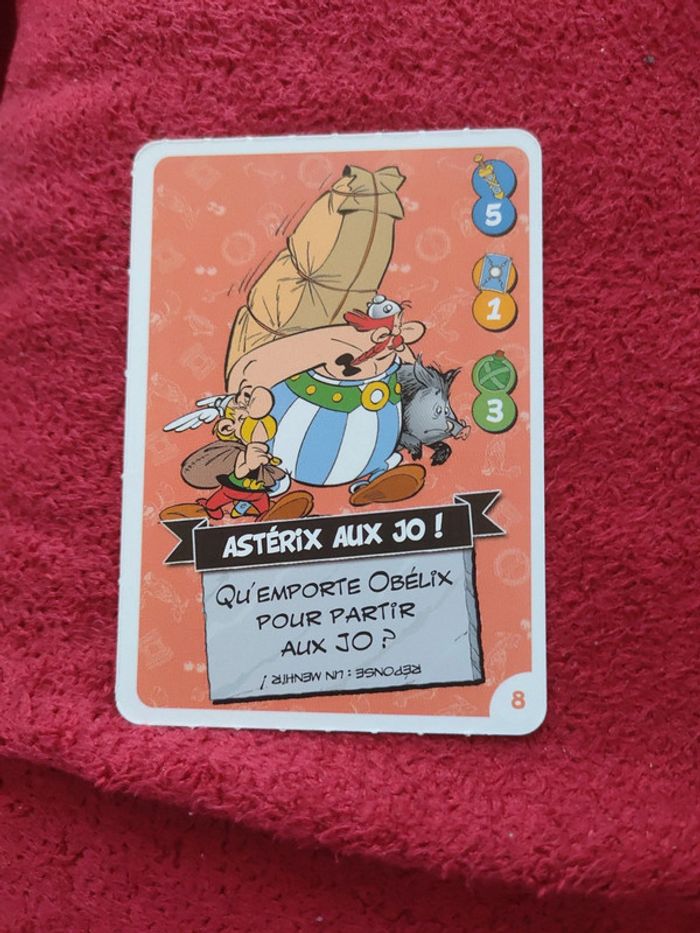 5
1
3
ASTÉRIX AUX JO !
QU'EMPORTE OBÉLIX
POUR PARTIR
AUX JO ?
RÉPONSE : UN MENHIR !
8